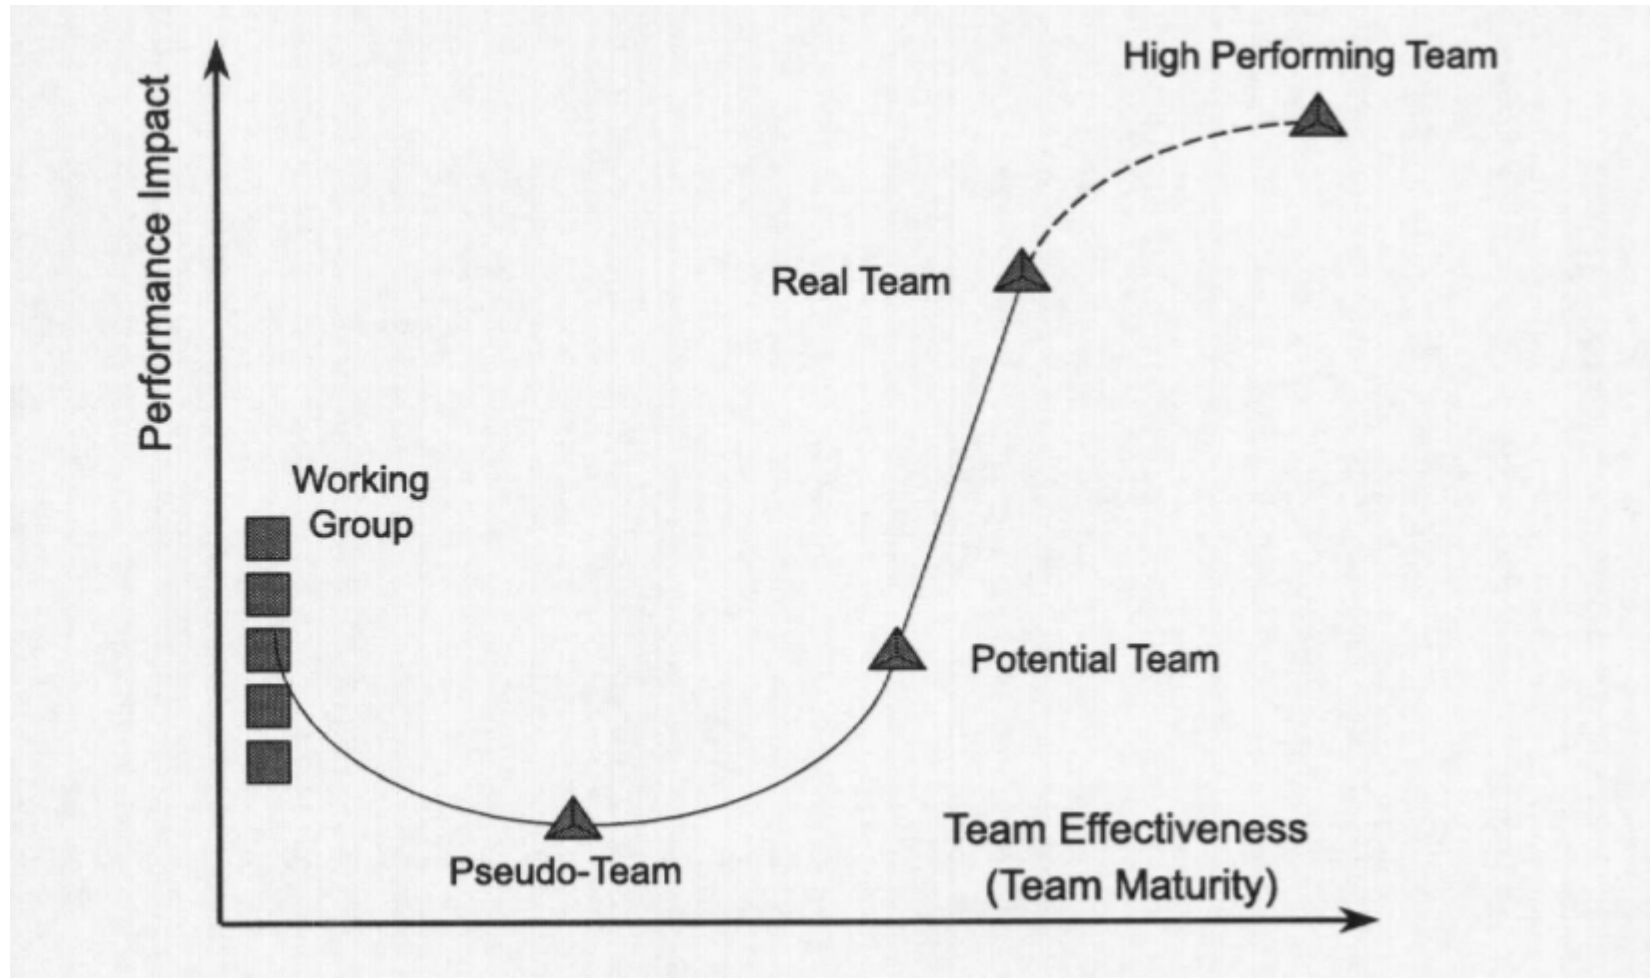 High Performing Team
Performance Impact
Real Team
Working
Group
Potential Team
Team Effectiveness
(Team Maturity)
Pseudo-Team